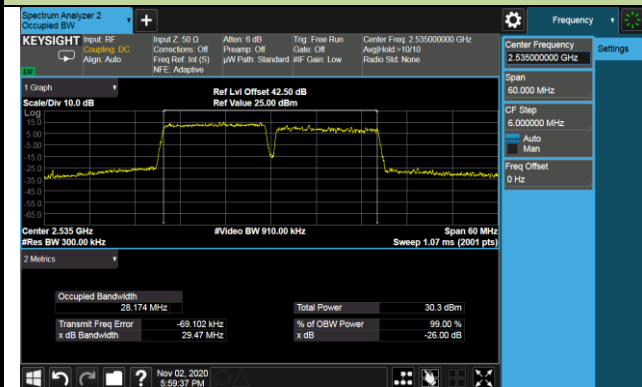 Spectrum Analyzer 2
Occupied BW
Frequency
KEYSIGHT
Input: RF
Coupling: DC
Align: Auto
Input Z: 50 Ω
Corrections: Off
Freq Ref: Int (S)
NFE: Adaptive
Atten: 6 dB
Preamp: Off
µW Path: Standard
Trig: Free Run
Gate: Off
#IF Gain: Low
Center Freq: 2.535000000 GHz
Avg|Hold:>10/10
Radio Std: None
Center Frequency
2.535000000 GHz
Settings
Span
60.000 MHz
CF Step
6.000000 MHz
Auto
Man
Freq Offset
0 Hz
1 Graph
Scale/Div 10.0 dB
Ref Lvl Offset 42.50 dB
Ref Value 25.00 dBm
Log
15.0
5.00
-5.00
-15.0
-25.0
-35.0
-45.0
-55.0
-65.0
Center 2.535 GHz
#Res BW 300.00 kHz
#Video BW 910.00 kHz
Span 60 MHz
Sweep 1.07 ms (2001 pts)
2 Metrics
Occupied Bandwidth
28.174 MHz
Total Power
30.3 dBm
Transmit Freq Error
-69.102 kHz
% of OBW Power
99.00 %
x dB Bandwidth
29.47 MHz
x dB
-26.00 dB
?
Nov 02, 2020
5:59:37 PM